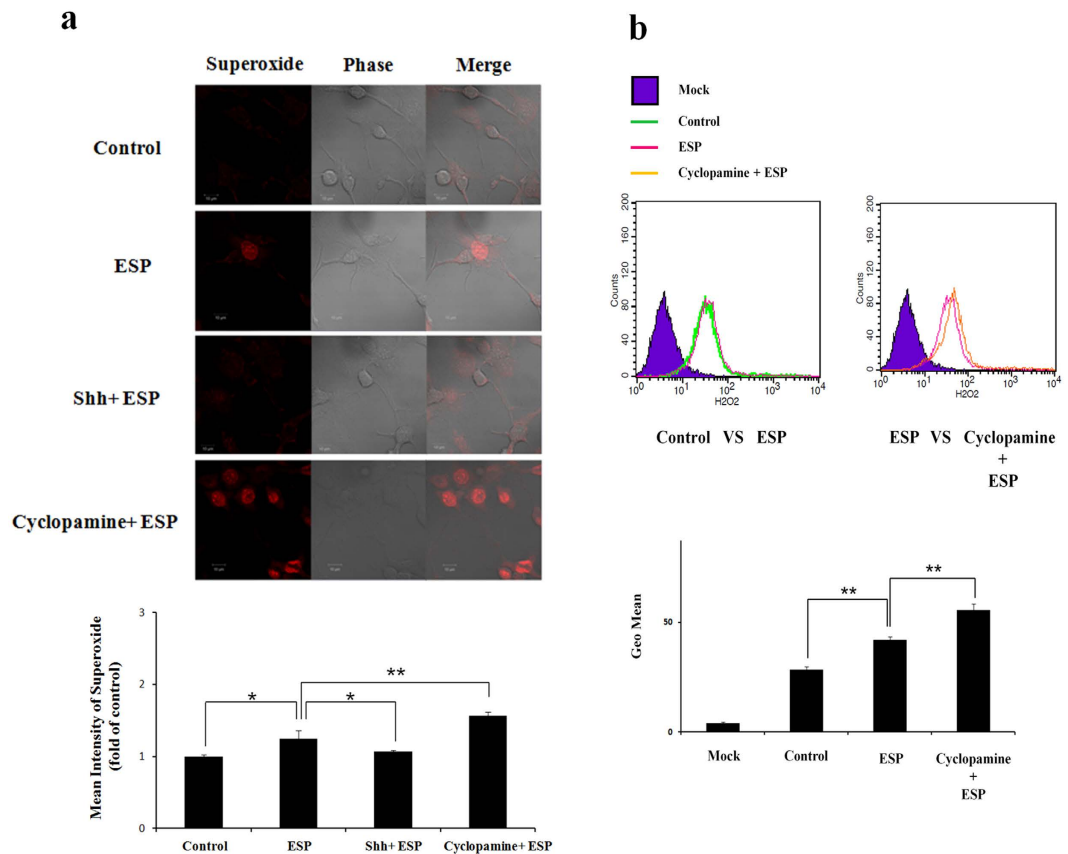 a
Superoxide Phase Merge
Control
ESP
Shh+ ESP
Cyclopamine+ ESP
Mean Intensity of Superoxide
(fold of control)
3
2
1
0
*
*
**
Control ESP Shh+ ESP Cyclopamine+ ESP
b
Mock
Control
ESP
Cyclopamine + ESP
Counts
200
160
120
80
40
0
10⁰ 10¹ 10² 10³ 10⁴
H2O2
Control VS ESP
Counts
200
160
120
80
40
0
10⁰ 10¹ 10² 10³ 10⁴
H2O2
ESP VS Cyclopamine
+
ESP
Geo Mean
50
0
**
**
Mock Control ESP Cyclopamine
+
ESP